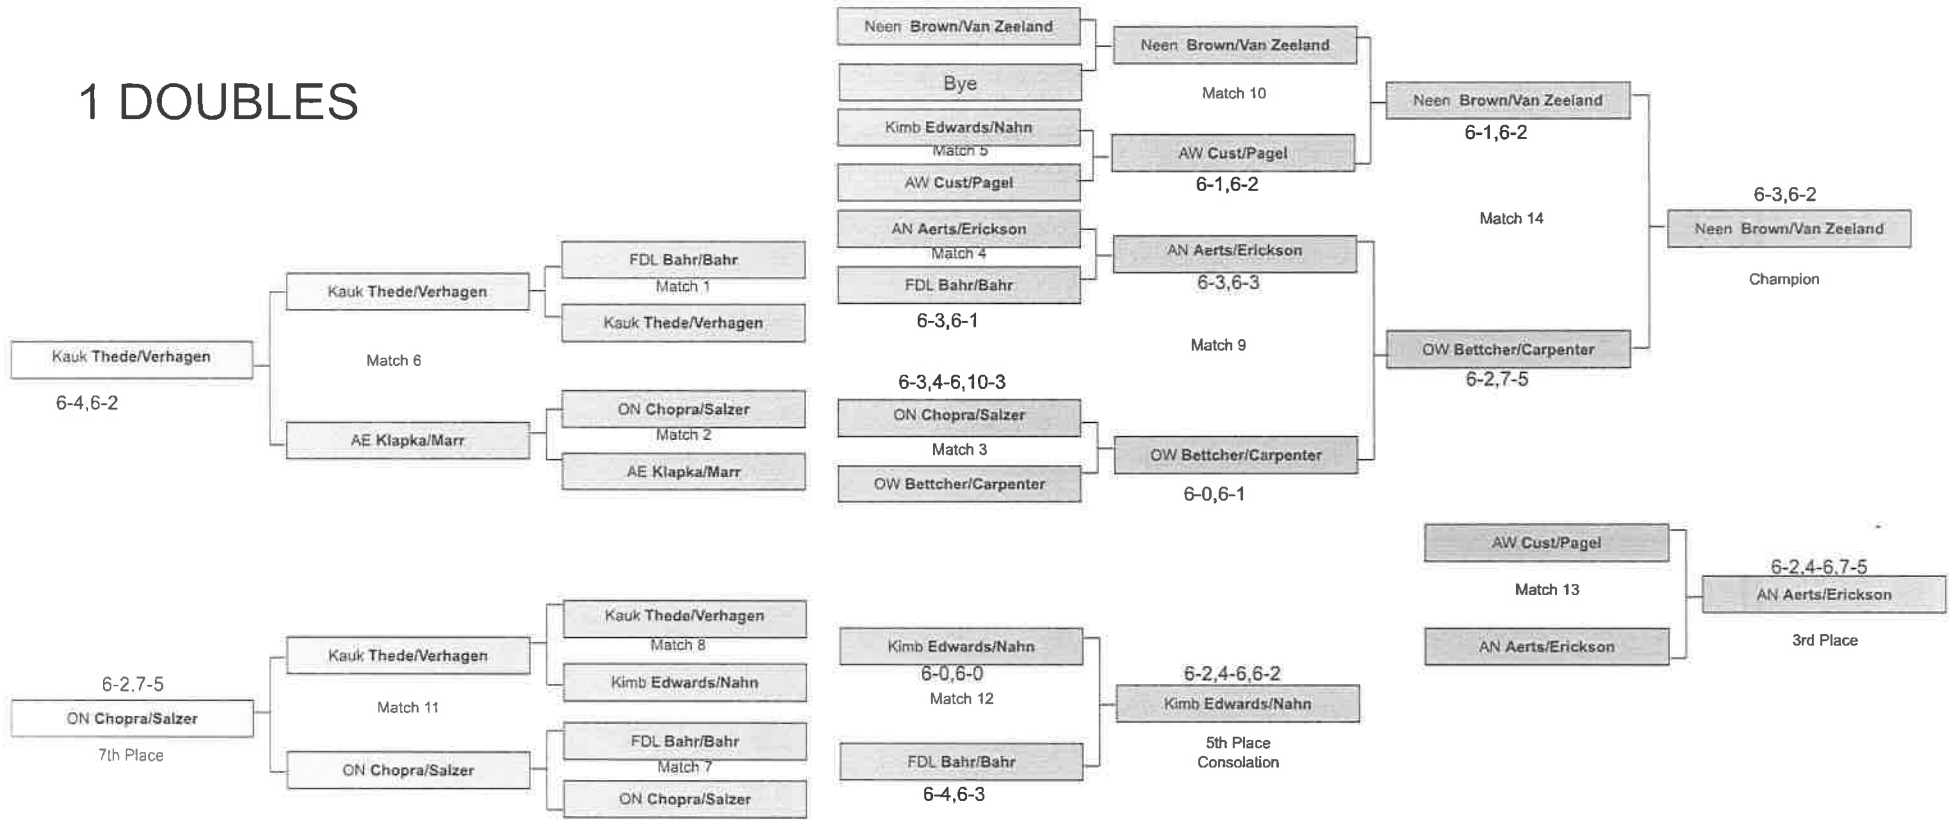 1 DOUBLES
Neen Brown/Van Zeeland
Bye
Kimb Edwards/Nahn
Match 5
AW Cust/Pagel
AN Aerts/Erickson
Match 4
FDL Bahr/Bahr
6-3,6-1
6-3,4-6,10-3
ON Chopra/Salzer
Match 3
OW Bettcher/Carpenter
Neen Brown/Van Zeeland
Match 10
AW Cust/Pagel
6-1,6-2
AN Aerts/Erickson
6-3,6-3
Match 9
OW Bettcher/Carpenter
6-0,6-1
Neen Brown/Van Zeeland
6-1,6-2
Match 14
OW Bettcher/Carpenter
6-2,7-5
6-3,6-2
Neen Brown/Van Zeeland
Champion
FDL Bahr/Bahr
Match 1
Kauk Thede/Verhagen
ON Chopra/Salzer
Match 2
AE Klapka/Marr
Kauk Thede/Verhagen
Match 6
AE Klapka/Marr
Kauk Thede/Verhagen
6-4,6-2
AW Cust/Pagel
Match 13
AN Aerts/Erickson
6-2,4-6,7-5
AN Aerts/Erickson
3rd Place
Kauk Thede/Verhagen
Match 8
Kimb Edwards/Nahn
FDL Bahr/Bahr
Match 7
ON Chopra/Salzer
Kauk Thede/Verhagen
Match 11
ON Chopra/Salzer
6-2,7-5
ON Chopra/Salzer
7th Place
Kimb Edwards/Nahn
6-0,6-0
Match 12
FDL Bahr/Bahr
6-4,6-3
6-2,4-6,6-2
Kimb Edwards/Nahn
5th Place
Consolation